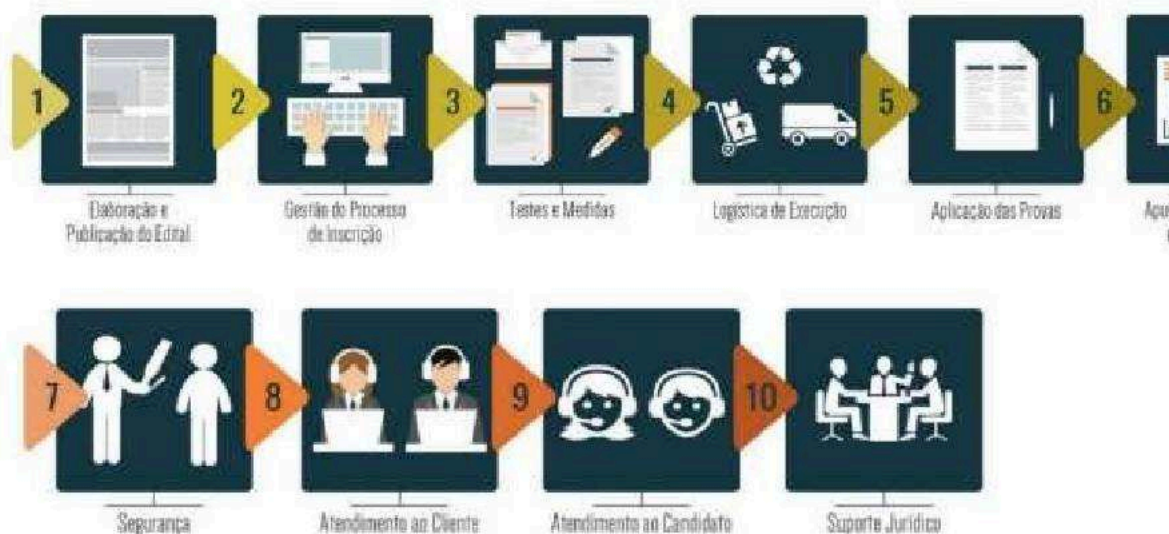 1
2
3
4
5
6
Elaboração e
Publicação do Edital
Gestão do Processo
de Inscrição
Testes e Medidas
Logística de Execução
Aplicação das Provas
7
8
9
10
Segurança
Atendimento ao Cliente
Atendimento ao Candidato
Suporte Jurídico